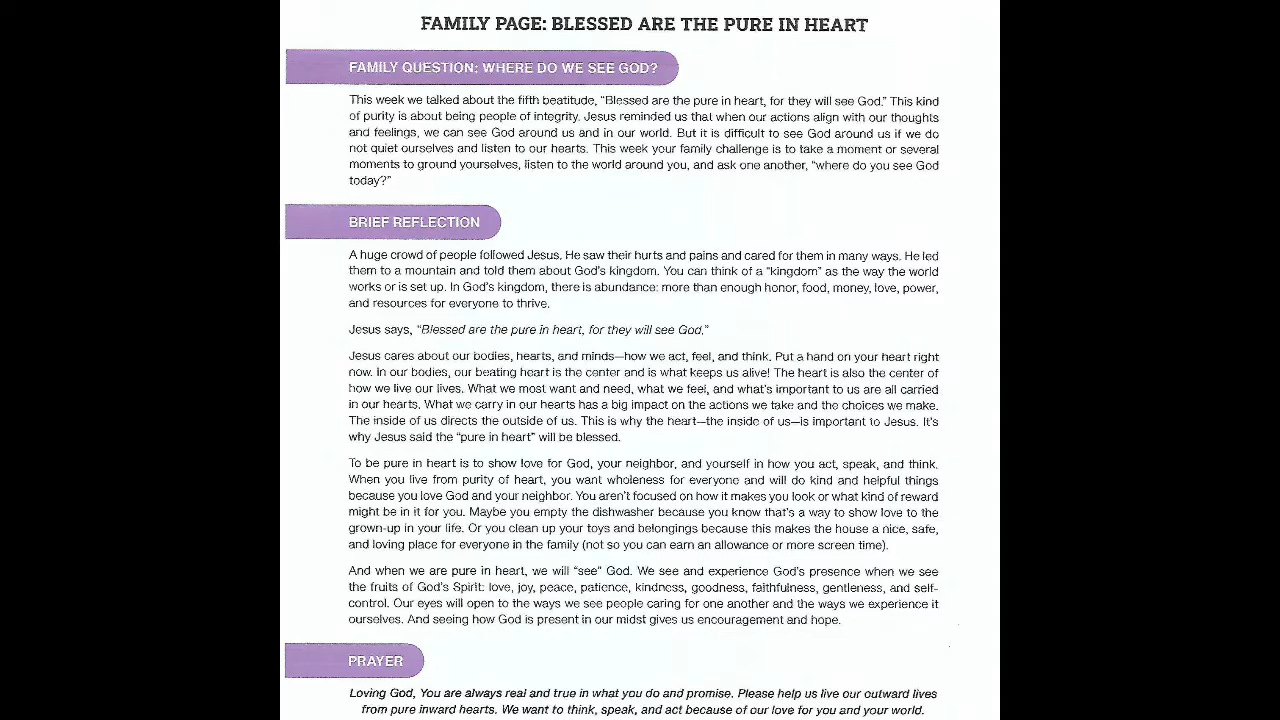 FAMILY PAGE: BLESSED ARE THE PURE IN HEART
FAMILY QUESTION: WHERE DO WE SEE GOD?
This week we talked about the fifth beatitude, "Blessed are the pure in heart, for they will see God." This kind
of purity is about being people of integrity. Jesus reminded us that when our actions align with our thoughts
and feelings, we can see God around us and in our world. But it is difficult to see God around us if we do
not quiet ourselves and listen to our hearts. This week your family challenge is to take a moment or several
moments to ground yourselves, listen to the world around you, and ask one another, "where do you see God
today?"
BRIEF REFLECTION
A huge crowd of people followed Jesus. He saw their hurts and pains and cared for them in many ways. He led
them to a mountain and told them about God's kingdom. You can think of a "kingdom" as the way the world
works or is set up. In God's kingdom, there is abundance: more than enough honor, food, money, love, power,
and resources for everyone to thrive.
Jesus says, "Blessed are the pure in heart, for they will see God."
Jesus cares about our bodies, hearts, and minds—how we act, feel, and think. Put a hand on your heart right
now. In our bodies, our beating heart is the center and is what keeps us alive! The heart is also the center of
how we live our lives. What we most want and need, what we feel, and what's important to us are all carried
in our hearts. What we carry in our hearts has a big impact on the actions we take and the choices we make.
The inside of us directs the outside of us. This is why the heart—the inside of us—is important to Jesus. It's
why Jesus said the "pure in heart" will be blessed.
To be pure in heart is to show love for God, your neighbor, and yourself in how you act, speak, and think.
When you live from purity of heart, you want wholeness for everyone and will do kind and helpful things
because you love God and your neighbor. You aren't focused on how it makes you look or what kind of reward
might be in it for you. Maybe you empty the dishwasher because you know that's a way to show love to the
grown-up in your life. Or you clean up your toys and belongings because this makes the house a nice, safe,
and loving place for everyone in the family (not so you can earn an allowance or more screen time).
And when we are pure in heart, we will "see" God. We see and experience God's presence when we see
the fruits of God's Spirit: love, joy, peace, patience, kindness, goodness, faithfulness, gentleness, and self-
control. Our eyes will open to the ways we see people caring for one another and the ways we experience it
ourselves. And seeing how God is present in our midst gives us encouragement and hope.
PRAYER
Loving God, You are always real and true in what you do and promise. Please help us live our outward lives
from pure inward hearts. We want to think, speak, and act because of our love for you and your world.